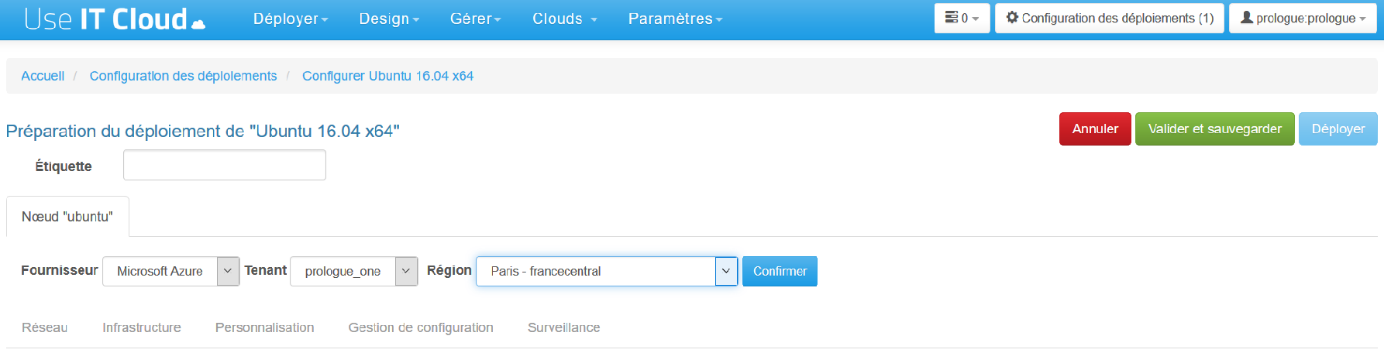 Use IT Cloud Déployer Design Gérer Clouds Paramètres 0 Configuration des déploiements (1) prologue:prologue
Accueil / Configuration des déploiements / Configurer Ubuntu 16.04 x64
Préparation du déploiement de "Ubuntu 16.04 x64" Annuler Valider et sauvegarder Déployer
Étiquette
Nœud "ubuntu"
Fournisseur Microsoft Azure Tenant prologue_one Région Paris - francecentral Confirmer
Réseau Infrastructure Personnalisation Gestion de configuration Surveillance